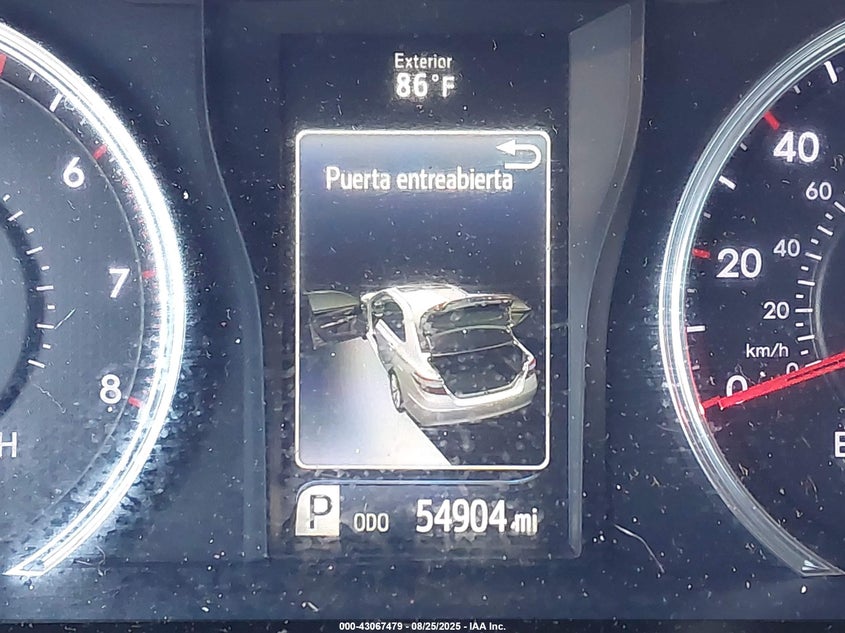 Exterior
86°F
Puerta entreabierta
6
7
8
H
40
60
20
40
20
km/h
0
0
E
P ODO 54904 mi
000-43067479 - 08/25/2025 - IAA Inc.